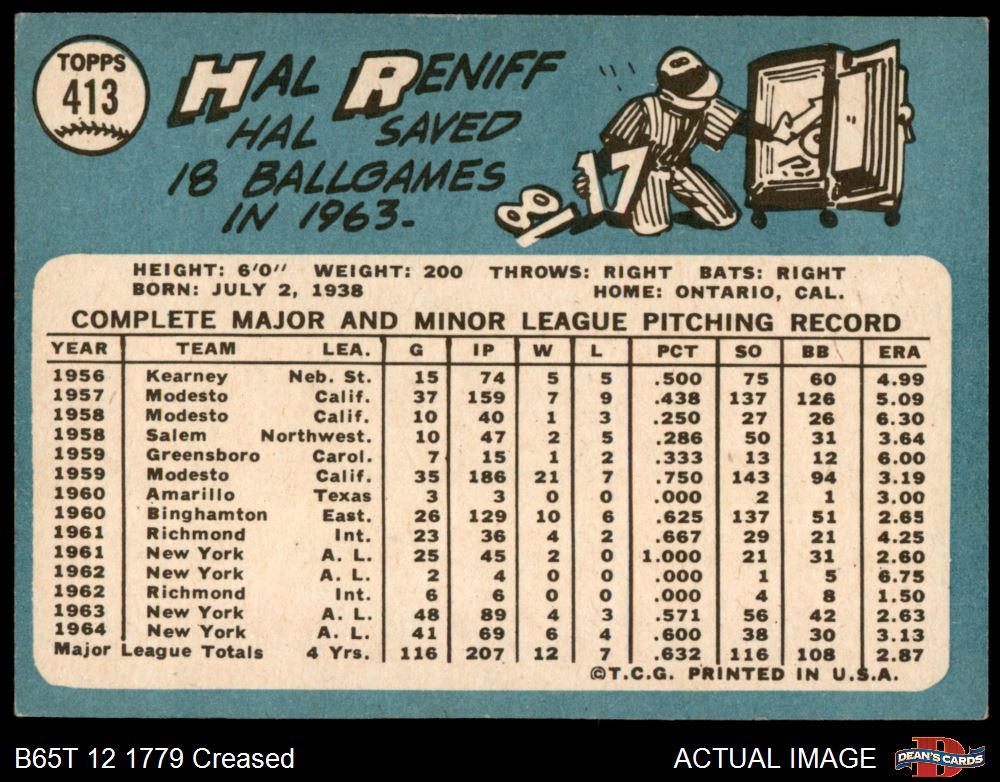 TOPPS
413
HAL RENIFF
HAL SAVED
18 BALLGAMES
IN 1963.
8
18
17
HEIGHT: 6'0" WEIGHT: 200 THROWS: RIGHT BATS: RIGHT
BORN: JULY 2, 1938 HOME: ONTARIO, CAL.
COMPLETE MAJOR AND MINOR LEAGUE PITCHING RECORD
YEAR TEAM LEA. G IP W L PCT SO BB ERA
1956 Kearney Neb. St. 15 74 5 5 .500 75 60 4.99
1957 Modesto Calif. 37 159 7 9 .438 137 126 5.09
1958 Modesto Calif. 10 40 1 3 .250 27 26 6.30
1958 Salem Northwest. 10 47 2 5 .286 50 31 3.64
1959 Greensboro Carol. 7 15 1 2 .333 13 12 6.00
1959 Modesto Calif. 35 186 21 7 .750 143 94 3.19
1960 Amarillo Texas 3 3 0 0 .000 2 1 3.00
1960 Binghamton East. 26 129 10 6 .625 137 51 2.65
1961 Richmond Int. 23 36 4 2 .667 29 21 4.25
1961 New York A. L. 25 45 2 0 1.000 21 31 2.60
1962 New York A. L. 2 4 0 0 .000 1 5 6.75
1962 Richmond Int. 6 6 0 0 .000 4 8 1.50
1963 New York A. L. 48 89 4 3 .571 56 42 2.63
1964 New York A. L. 41 69 6 4 .600 38 30 3.13
Major League Totals 4 Yrs. 116 207 12 7 .632 116 108 2.87
©T.C.G. PRINTED IN U.S.A.
B65T 12 1779 Creased
ACTUAL IMAGE
D
DEAN'S CARDS